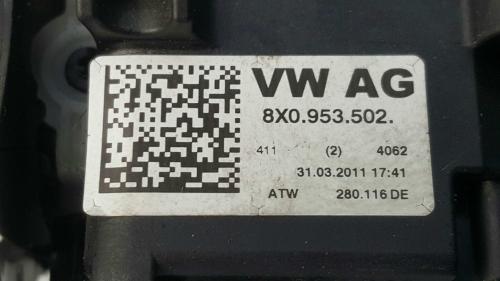 VW AG
8X0.953.502.
411 (2) 4062
31.03.2011 17:41
ATW 280.116 DE